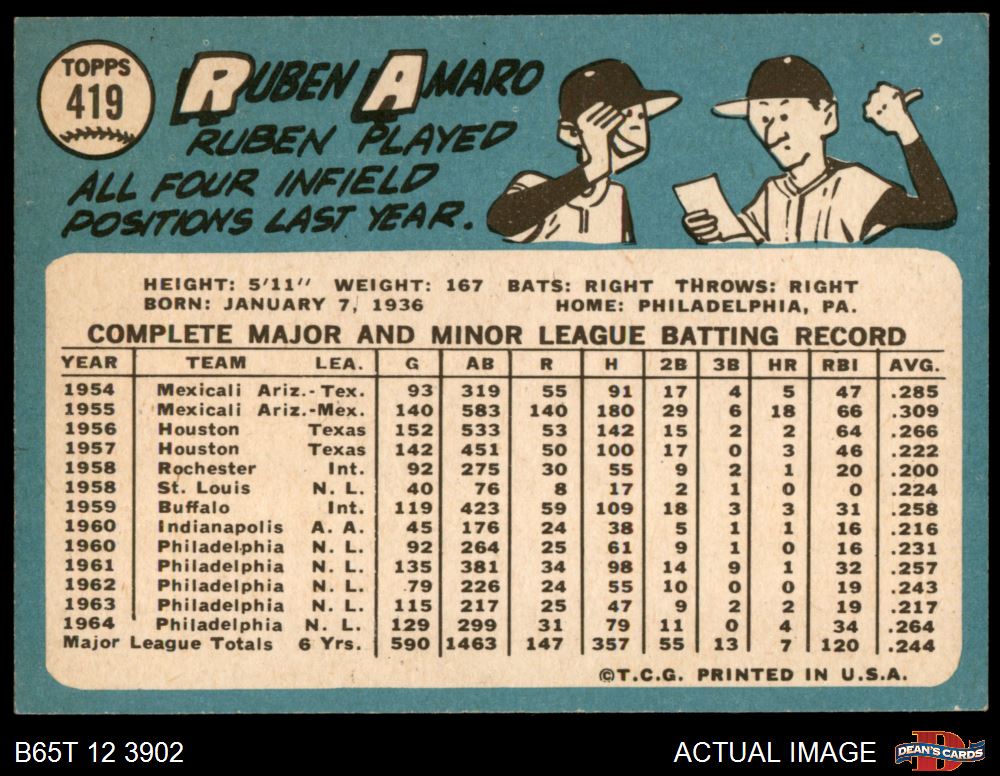 TOPPS
419
RUBEN AMARO
RUBEN PLAYED
ALL FOUR INFIELD
POSITIONS LAST YEAR.
HEIGHT: 5'11" WEIGHT: 167 BATS: RIGHT THROWS: RIGHT
BORN: JANUARY 7, 1936 HOME: PHILADELPHIA, PA.
COMPLETE MAJOR AND MINOR LEAGUE BATTING RECORD
YEAR TEAM LEA. G AB R H 2B 3B HR RBI AVG.
1954 Mexicali Ariz.-Tex. 93 319 55 91 17 4 5 47 .285
1955 Mexicali Ariz.-Mex. 140 583 140 180 29 6 18 66 .309
1956 Houston Texas 152 533 53 142 15 2 2 64 .266
1957 Houston Texas 142 451 50 100 17 0 3 46 .222
1958 Rochester Int. 92 275 30 55 9 2 1 20 .200
1958 St. Louis N. L. 40 76 8 17 2 1 0 0 .224
1959 Buffalo Int. 119 423 59 109 18 3 3 31 .258
1960 Indianapolis A. A. 45 176 24 38 5 1 1 16 .216
1960 Philadelphia N. L. 92 264 25 61 9 1 0 16 .231
1961 Philadelphia N. L. 135 381 34 98 14 9 1 32 .257
1962 Philadelphia N. L. 79 226 24 55 10 0 0 19 .243
1963 Philadelphia N. L. 115 217 25 47 9 2 2 19 .217
1964 Philadelphia N. L. 129 299 31 79 11 0 4 34 .264
Major League Totals 6 Yrs. 590 1463 147 357 55 13 7 120 .244
©T.C.G. PRINTED IN U.S.A.
B65T 12 3902 ACTUAL IMAGE D DEAN'S CARDS